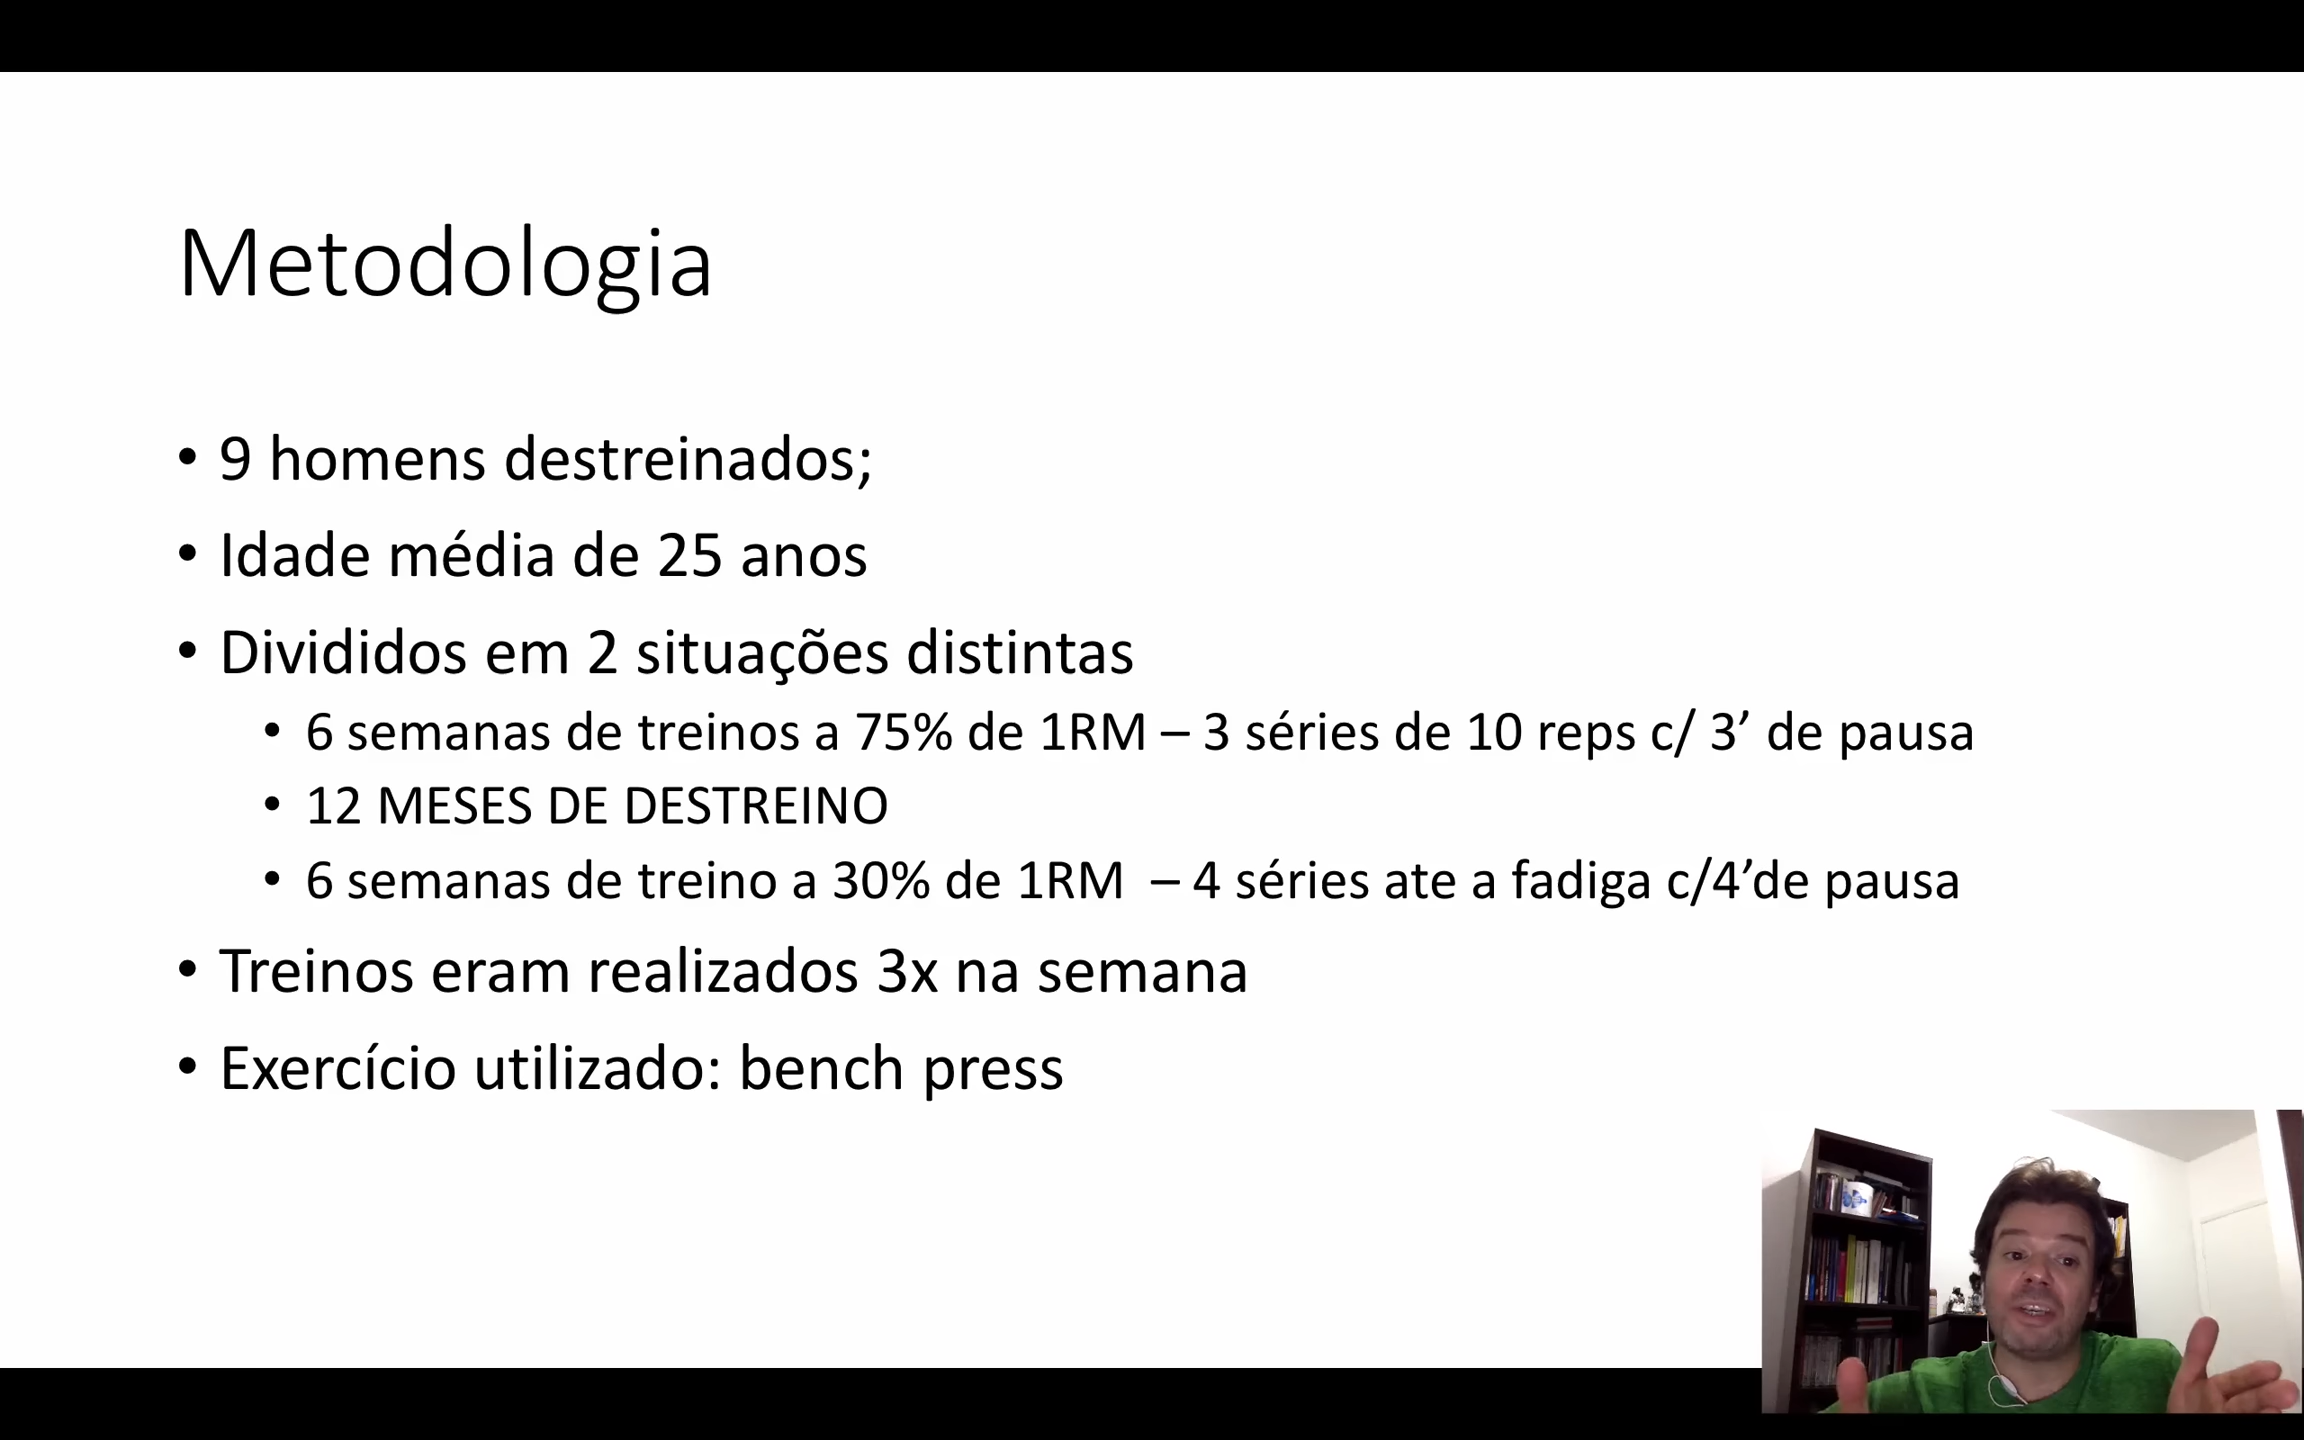 Metodologia
• 9 homens destreinados;
• Idade média de 25 anos
• Divididos em 2 situações distintas
• 6 semanas de treinos a 75% de 1RM – 3 séries de 10 reps c/ 3’ de pausa
• 12 MESES DE DESTREINO
• 6 semanas de treino a 30% de 1RM – 4 séries ate a fadiga c/4’de pausa
• Treinos eram realizados 3x na semana
• Exercício utilizado: bench press